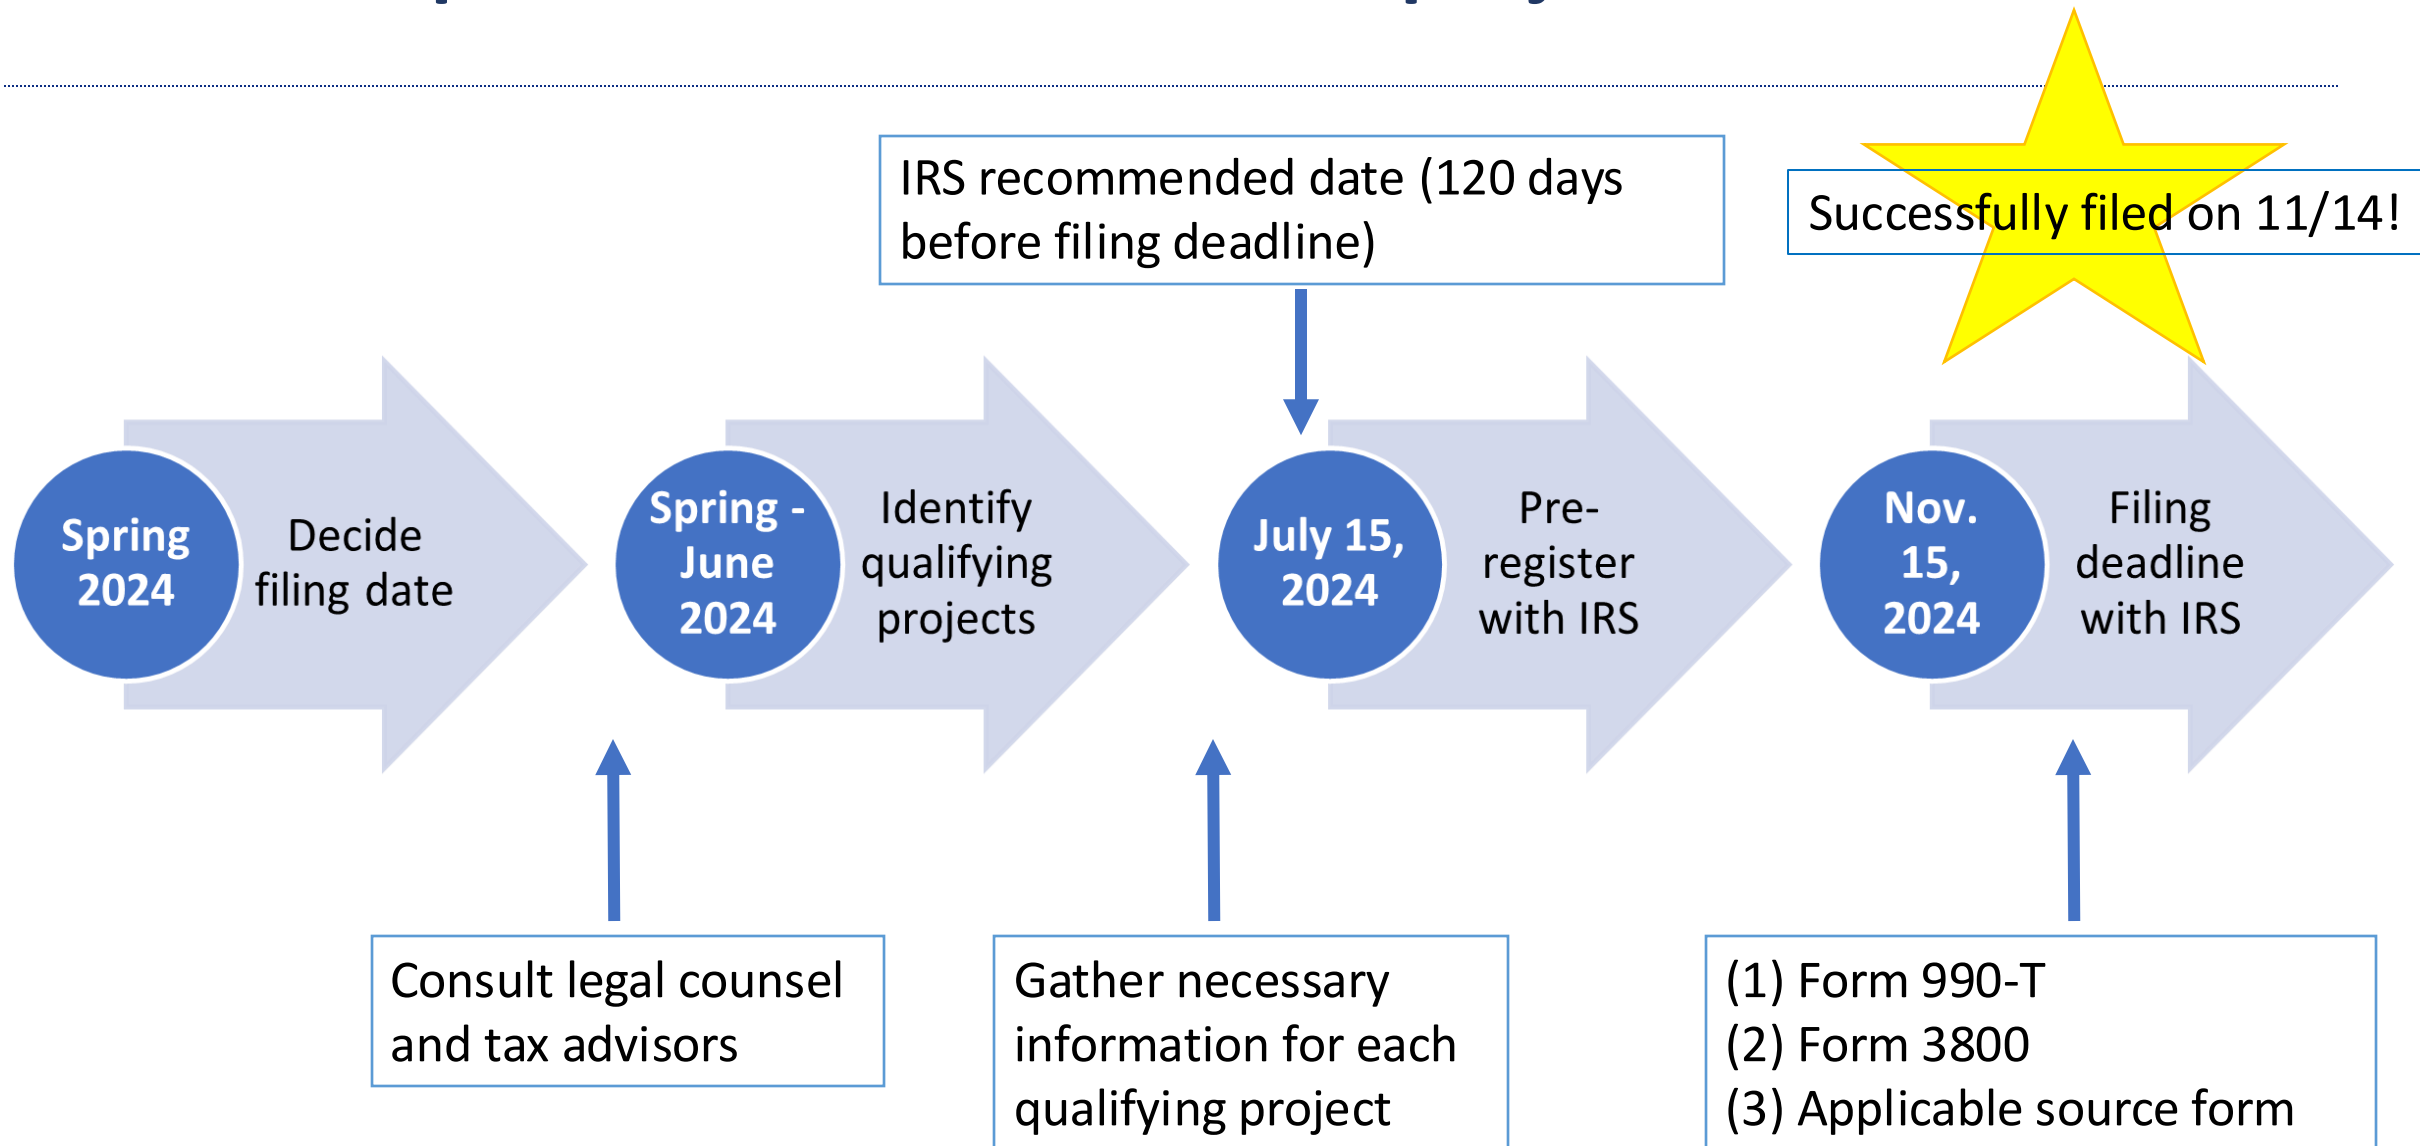 IRS recommended date (120 days
before filing deadline)
Successfully filed on 11/14!
Spring
2024
Decide
filing date
Spring -
June
2024
Identify
qualifying
projects
July 15,
2024
Pre-
register
with IRS
Nov.
15,
2024
Filing
deadline
with IRS
Consult legal counsel
and tax advisors
Gather necessary
information for each
qualifying project
(1) Form 990-T
(2) Form 3800
(3) Applicable source form